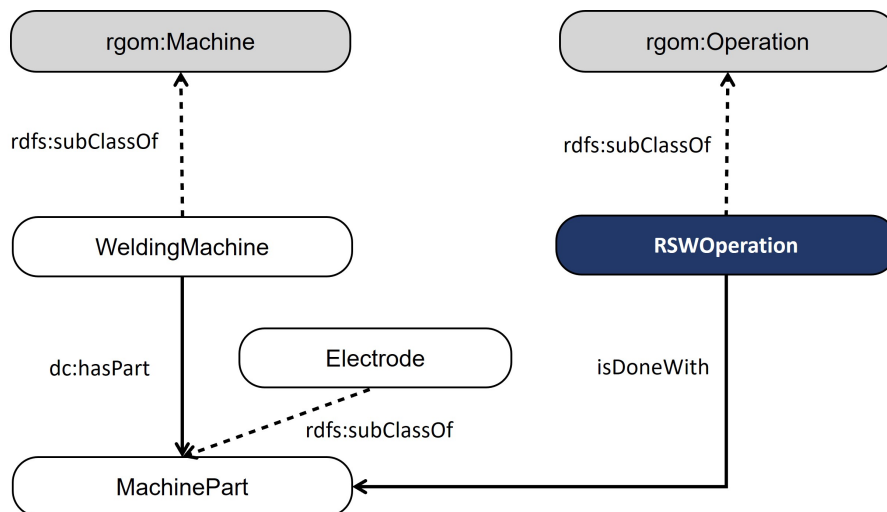 rgom:Machine
rgom:Operation
rdfs:subClassOf
rdfs:subClassOf
WeldingMachine
RSWOperation
dc:hasPart
Electrode
isDoneWith
rdfs:subClassOf
MachinePart